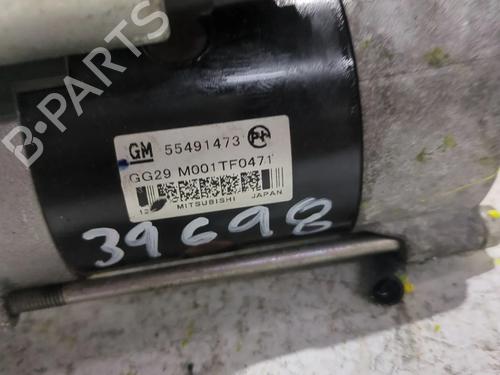 GM 55491473
GG29 M001TF0471
MITSUBISHI JAPAN
39698
B-PARTS